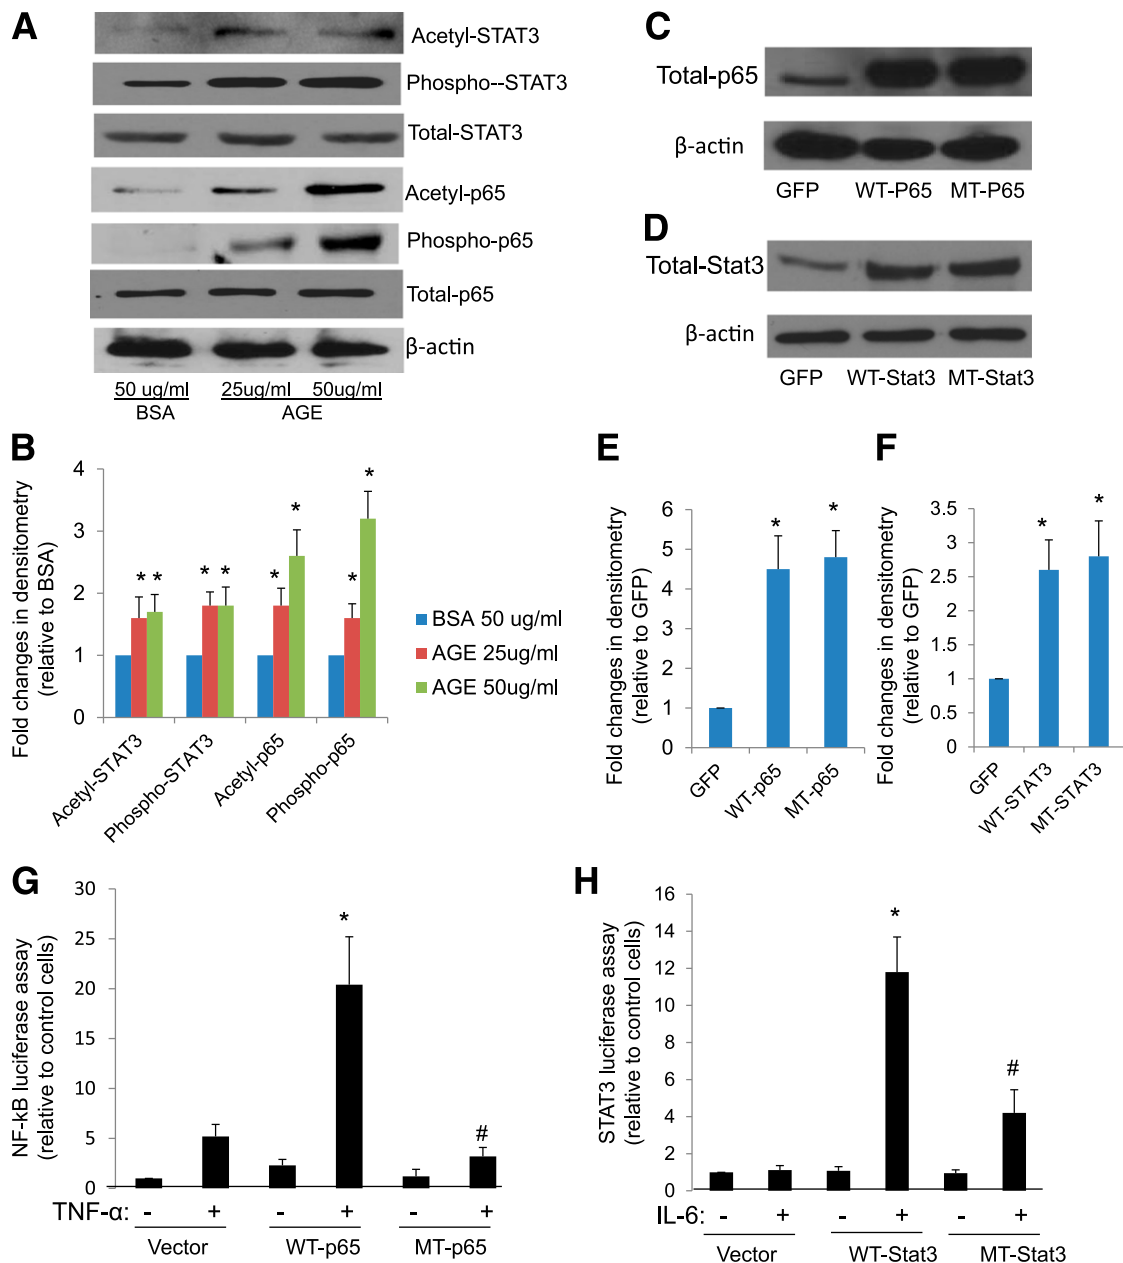 A
Acetyl-STAT3
Phospho--STAT3
Total-STAT3
Acetyl-p65
Phospho-p65
Total-p65
β-actin
50 ug/ml 25ug/ml 50ug/ml
BSA AGE
B
Fold changes in densitometry
(relative to BSA)
4
3
2
1
0
* * * * * * * *
Acetyl-STAT3
Phospho-STAT3
Acetyl-p65
Phospho-p65
BSA 50 ug/ml
AGE 25ug/ml
AGE 50ug/ml
C
Total-p65
β-actin
GFP WT-P65 MT-P65
D
Total-Stat3
β-actin
GFP WT-Stat3 MT-Stat3
E
Fold changes in densitometry
(relative to GFP)
6
5
4
3
2
1
0
* *
GFP
WT-p65
MT-p65
F
Fold changes in densitometry
(relative to GFP)
3.5
3
2.5
2
1.5
1
0.5
0
* *
GFP
WT-STAT3
MT-STAT3
G
NF-kB luciferase assay
(relative to control cells)
30
25
20
15
10
5
0
* #
TNF-α: - + - + - +
Vector WT-p65 MT-p65
H
STAT3 luciferase assay
(relative to control cells)
16
14
12
10
8
6
4
2
0
* #
IL-6: - + - + - +
Vector WT-Stat3 MT-Stat3